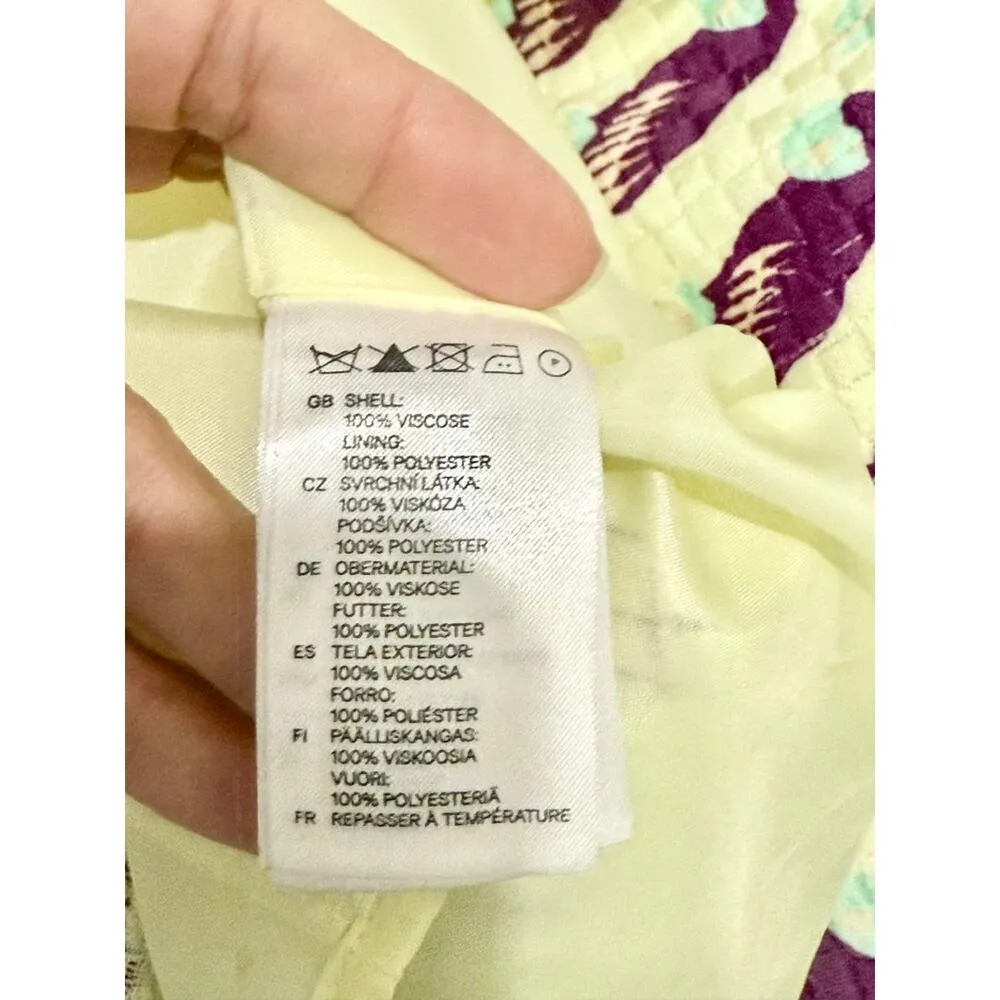 GB SHELL:
100% VISCOSE
LINING:
100% POLYESTER
CZ SVRCHNÍ LÁTKA:
100% VISKÓZA
PODŠÍVKA:
100% POLYESTER
DE OBERMATERIAL:
100% VISKOSE
FUTTER:
100% POLYESTER
ES TELA EXTERIOR:
100% VISCOSA
FORRO:
100% POLIÉSTER
FI PÄÄLLISKANGAS:
100% VISKOOSIA
VUORI:
100% POLYESTERIÄ
FR REPASSER À TEMPÉRATURE